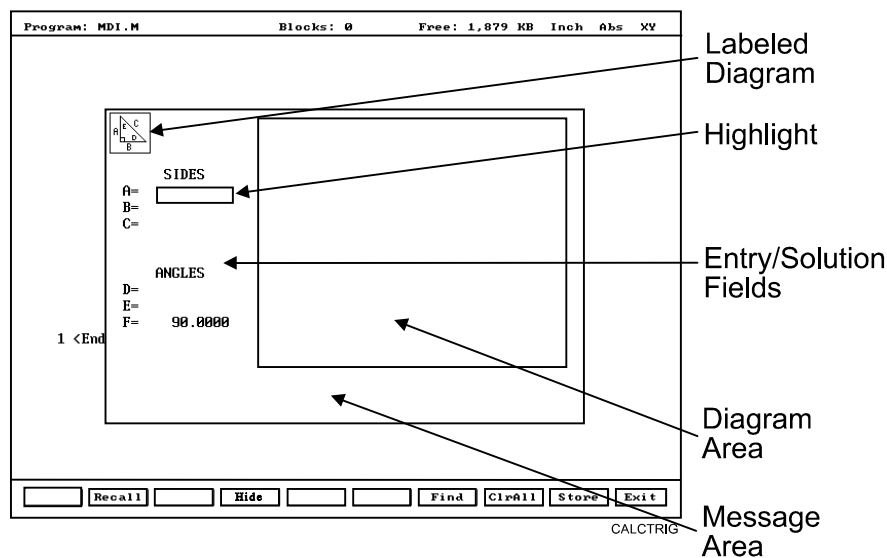 Program: MDI.M Blocks: 0 Free: 1,879 KB Inch Abs XY
Labeled
Diagram
A E C
D
B
Highlight
SIDES
A=
B=
C=
Entry/Solution
Fields
ANGLES
D=
E=
F= 90.0000
1 <End
Diagram
Area
Recall Hide Find ClrAll Store Exit
Message
Area
CALCTRIG